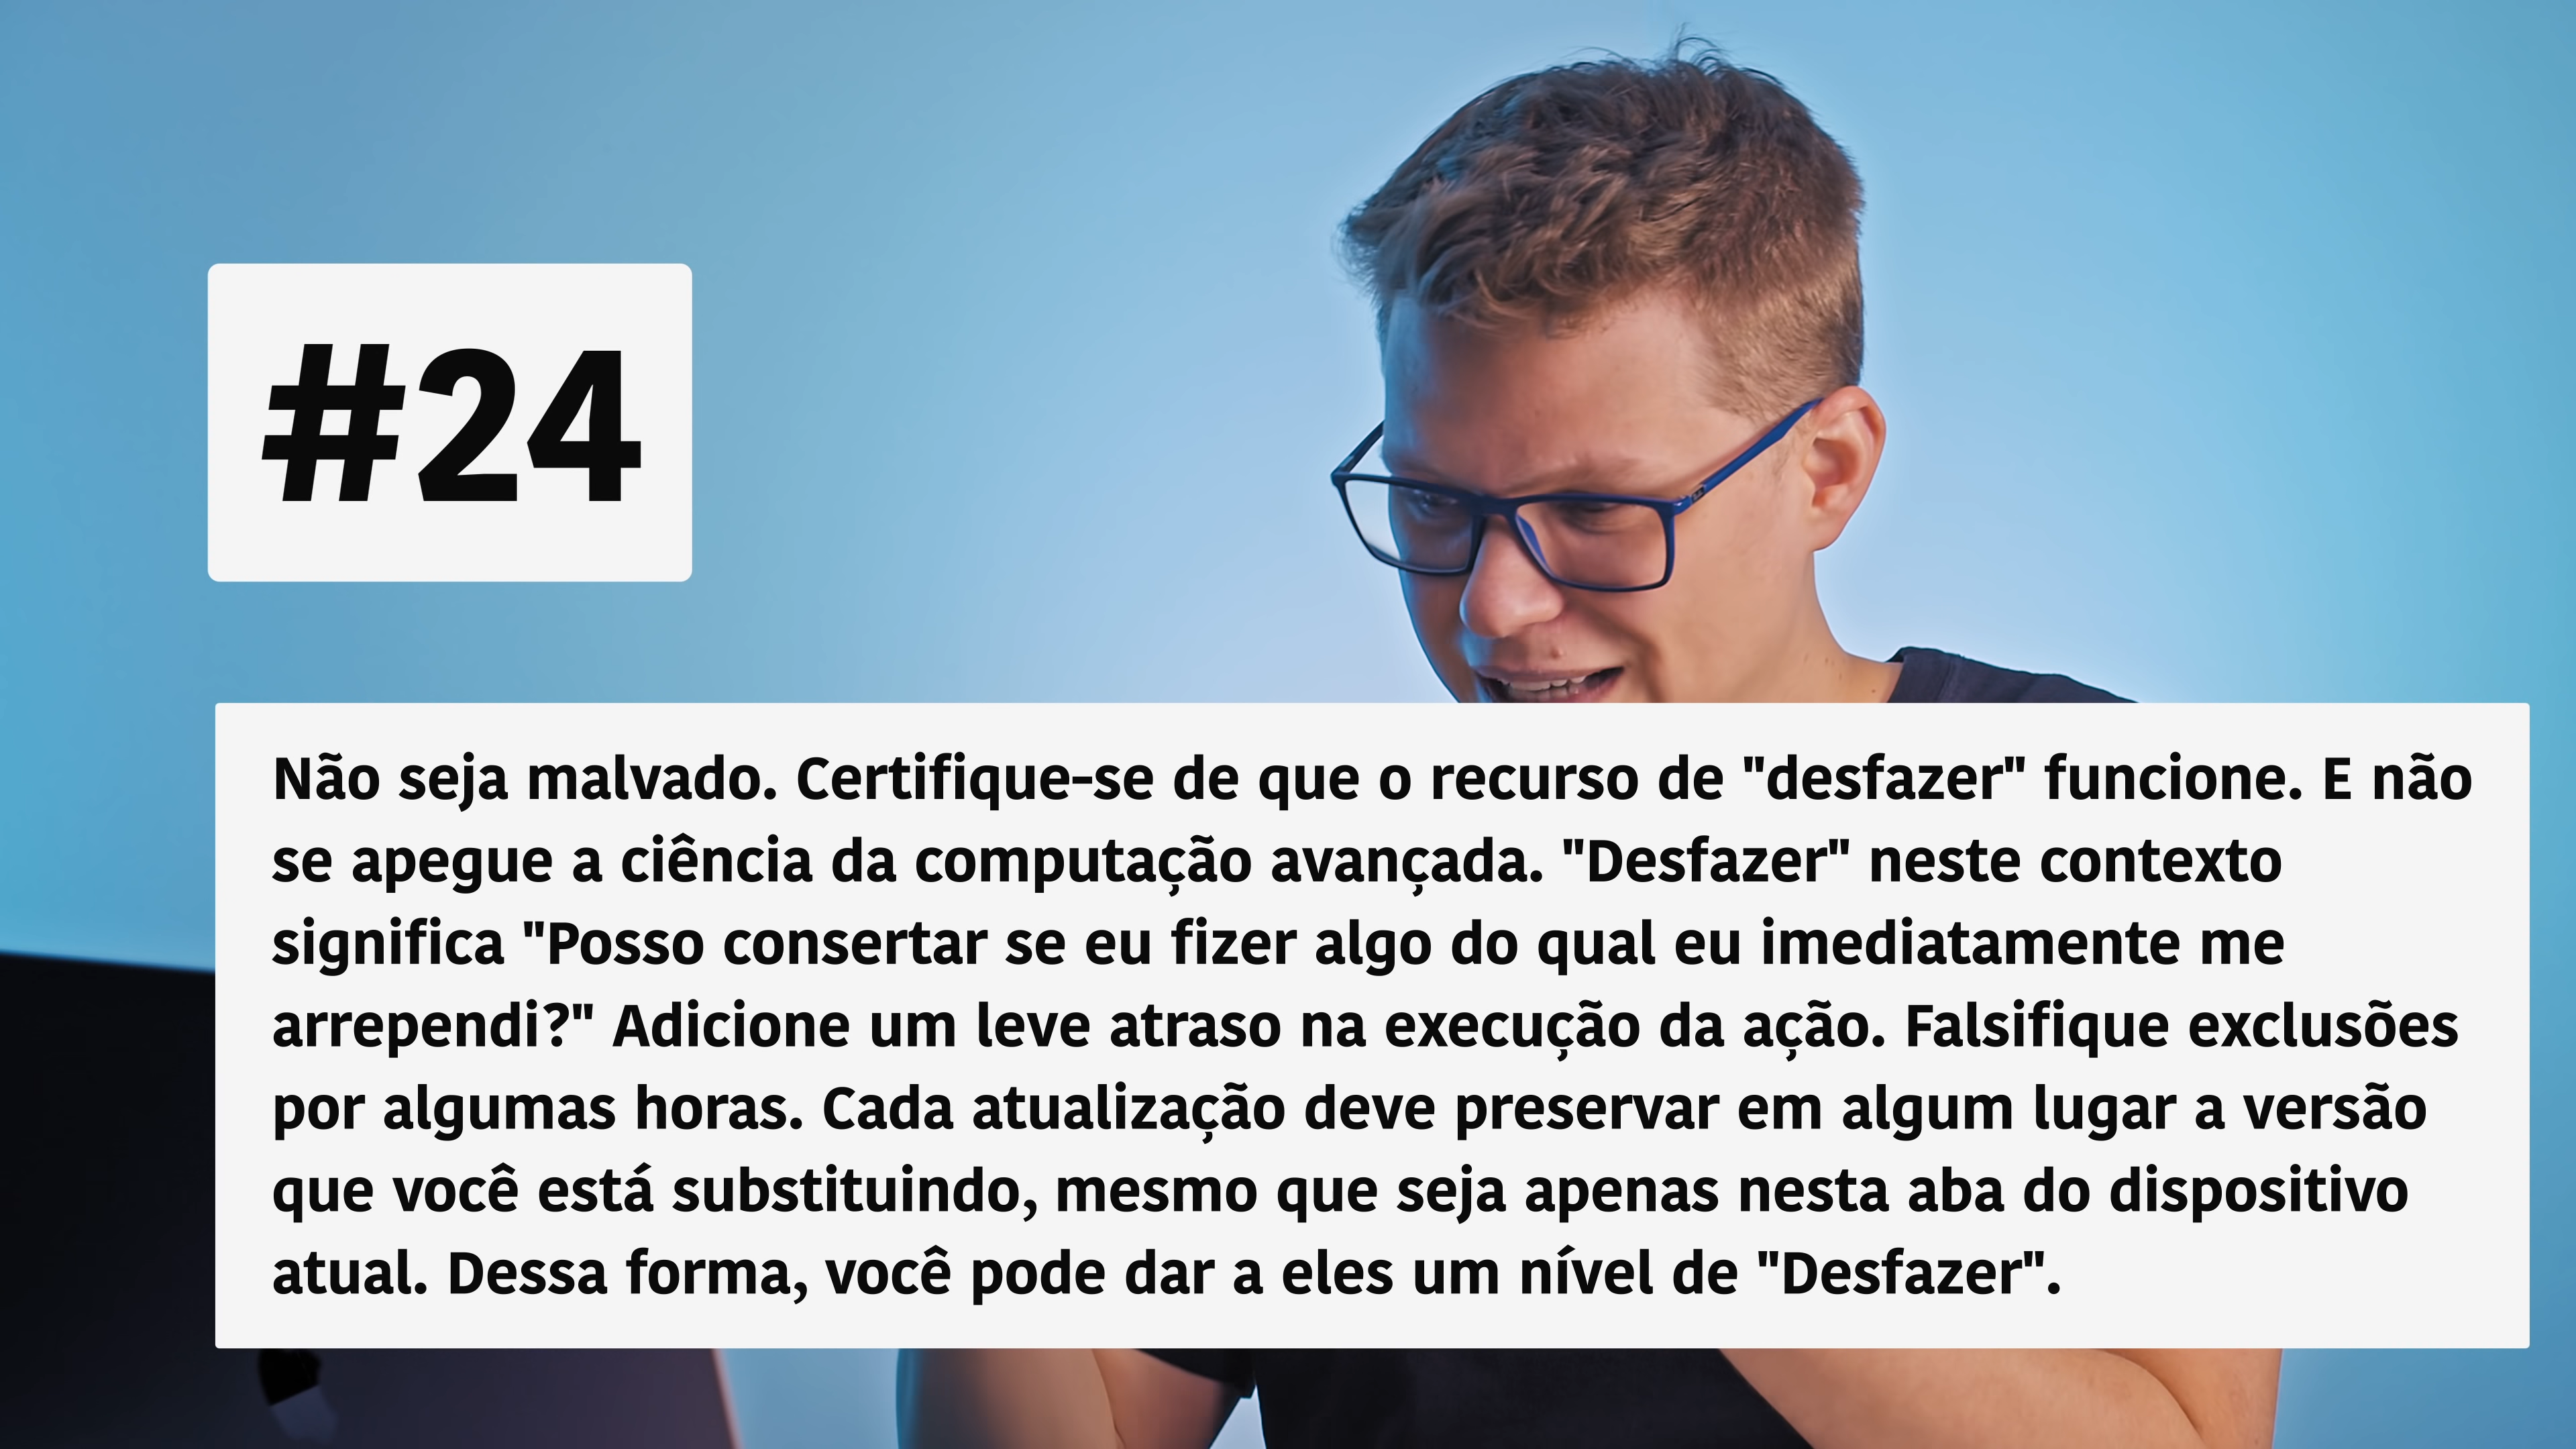 #24
Não seja malvado. Certifique-se de que o recurso de "desfazer" funcione. E não
se apegue a ciência da computação avançada. "Desfazer" neste contexto
significa "Posso consertar se eu fizer algo do qual eu imediatamente me
arrependi?" Adicione um leve atraso na execução da ação. Falsifique exclusões
por algumas horas. Cada atualização deve preservar em algum lugar a versão
que você está substituindo, mesmo que seja apenas nesta aba do dispositivo
atual. Dessa forma, você pode dar a eles um nível de "Desfazer".